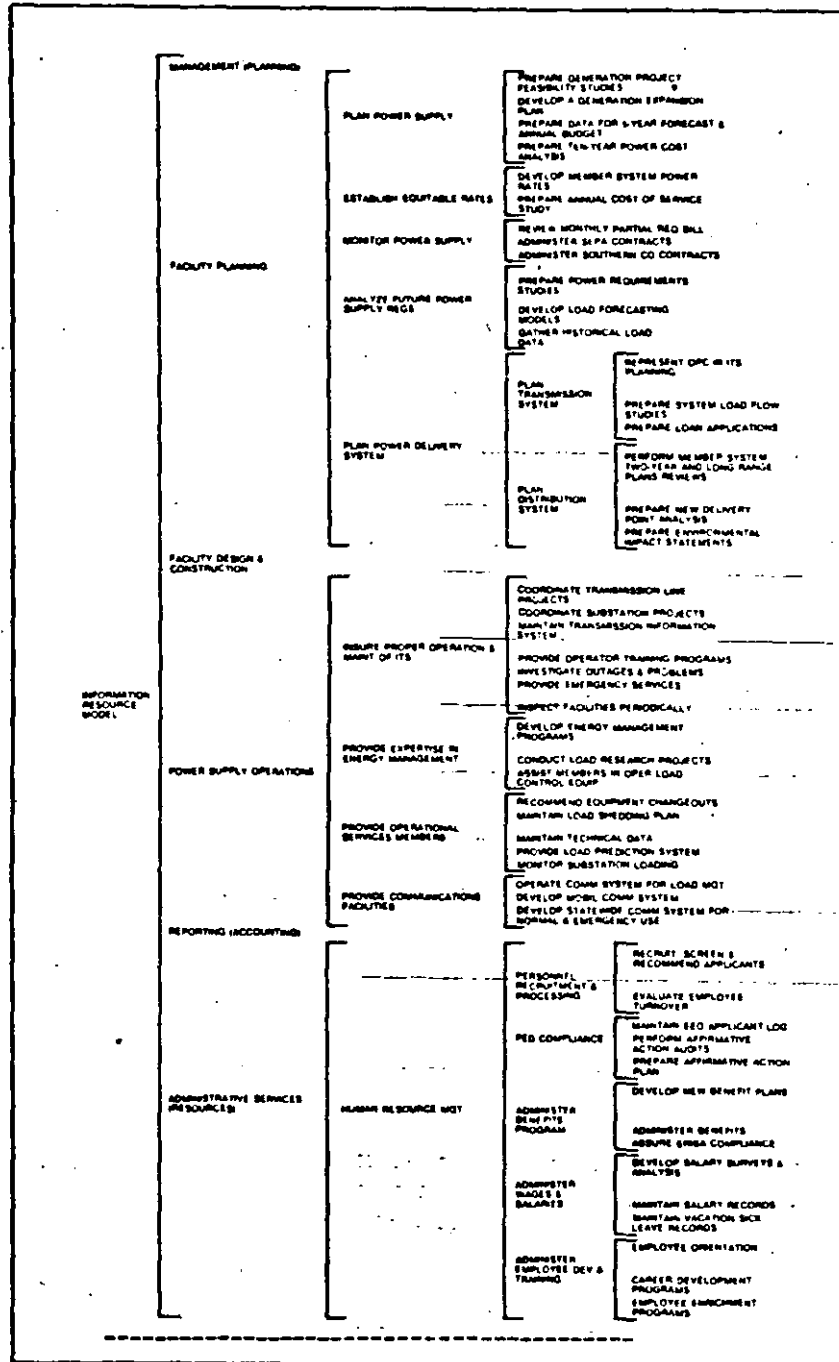 INFORMATION
RESOURCE
MODEL
MANAGEMENT (PLANNING)
FACILITY PLANNING
PLAN POWER SUPPLY
PREPARE GENERATION PROJECT
FEASIBILITY STUDIES
DEVELOP A GENERATION EXPANSION
PLAN
PREPARE DATA FOR 5-YEAR FORECAST &
ANNUAL BUDGET
PREPARE TEN-YEAR POWER COST
ANALYSIS
ESTABLISH EQUITABLE RATES
DEVELOP MEMBER SYSTEM POWER
RATES
PREPARE ANNUAL COST OF SERVICE
STUDY
MONITOR POWER SUPPLY
REVIEW MONTHLY PARTIAL REQ BILL
ADMINISTER SEPA CONTRACTS
ADMINISTER SOUTHERN CO CONTRACTS
ANALYZE FUTURE POWER
SUPPLY REQS
PREPARE POWER REQUIREMENTS
STUDIES
DEVELOP LOAD FORECASTING
MODELS
GATHER HISTORICAL LOAD
DATA
PLAN POWER DELIVERY
SYSTEM
PLAN
TRANSMISSION
SYSTEM
REPRESENT OPC IN ITS
PLANNING
PREPARE SYSTEM LOAD FLOW
STUDIES
PREPARE LOAN APPLICATIONS
PLAN
DISTRIBUTION
SYSTEM
PERFORM MEMBER SYSTEM
TWO-YEAR AND LONG RANGE
PLANS REVIEWS
PREPARE NEW DELIVERY
POINT ANALYSIS
PREPARE ENVIRONMENTAL
IMPACT STATEMENTS
FACILITY DESIGN &
CONSTRUCTION
POWER SUPPLY OPERATIONS
INSURE PROPER OPERATION &
MAINT OF ITS
COORDINATE TRANSMISSION LINE
PROJECTS
COORDINATE SUBSTATION PROJECTS
MAINTAIN TRANSMISSION INFORMATION
SYSTEM
PROVIDE OPERATOR TRAINING PROGRAMS
INVESTIGATE OUTAGES & PROBLEMS
PROVIDE EMERGENCY SERVICES
INSPECT FACILITIES PERIODICALLY
PROVIDE EXPERTISE IN
ENERGY MANAGEMENT
DEVELOP ENERGY MANAGEMENT
PROGRAMS
CONDUCT LOAD RESEARCH PROJECTS
ASSIST MEMBERS IN OPER LOAD
CONTROL EQUIP
PROVIDE OPERATIONAL
SERVICES MEMBERS
RECOMMEND EQUIPMENT CHANGEOUTS
MAINTAIN LOAD SHEDDING PLAN
MAINTAIN TECHNICAL DATA
PROVIDE LOAD PREDICTION SYSTEM
MONITOR SUBSTATION LOADING
PROVIDE COMMUNICATIONS
FACILITIES
OPERATE COMM SYSTEM FOR LOAD MGT
DEVELOP MOBIL COMM SYSTEM
DEVELOP STATEWIDE COMM SYSTEM FOR
NORMAL & EMERGENCY USE
REPORTING (ACCOUNTING)
ADMINISTRATIVE SERVICES
(RESOURCES)
HUMAN RESOURCE MGT
PERSONNEL
RECRUITMENT &
PROCESSING
RECRUIT SCREEN &
RECOMMEND APPLICANTS
EVALUATE EMPLOYEE
TURNOVER
COMPLIANCE
MAINTAIN EEO APPLICANT LOG
PERFORM AFFIRMATIVE
ACTION AUDITS
PREPARE AFFIRMATIVE ACTION
PLAN
ADMINISTER
BENEFITS
PROGRAM
DEVELOP NEW BENEFIT PLANS
ADMINISTER BENEFITS
ASSURE ERISA COMPLIANCE
ADMINISTER
WAGES &
SALARIES
DEVELOP SALARY SURVEYS &
ANALYSIS
MAINTAIN SALARY RECORDS
MAINTAIN VACATION SICK
LEAVE RECORDS
ADMINISTER
EMPLOYEE DEV &
TRAINING
EMPLOYEE ORIENTATION
CAREER DEVELOPMENT
PROGRAMS
EMPLOYEE ENRICHMENT
PROGRAMS